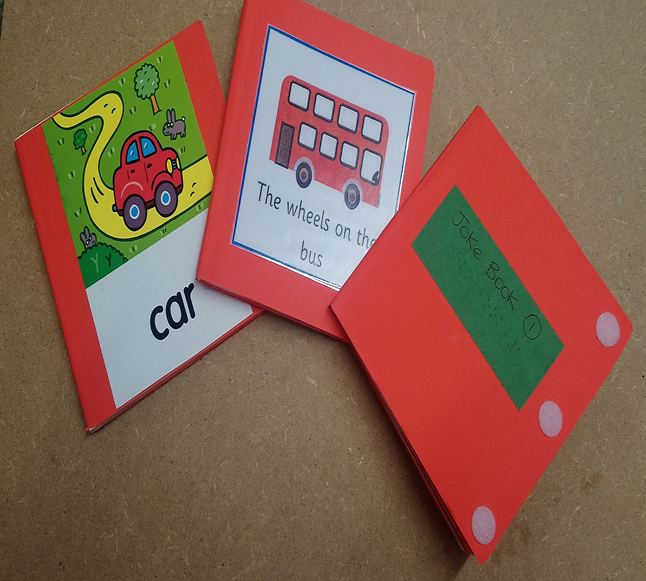 car
The wheels on the
bus
Joke Book ①